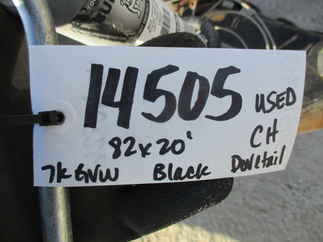 14505 USED
82x20' CH
7k GVW Black Dovetail